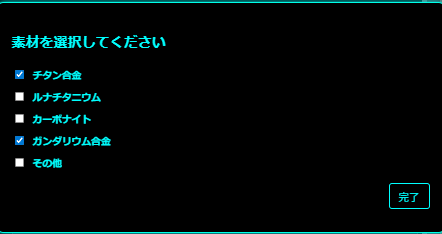 素材を選択してください
チタン合金
ルナチタニウム
カーボナイト
ガンダリウム合金
その他
完了